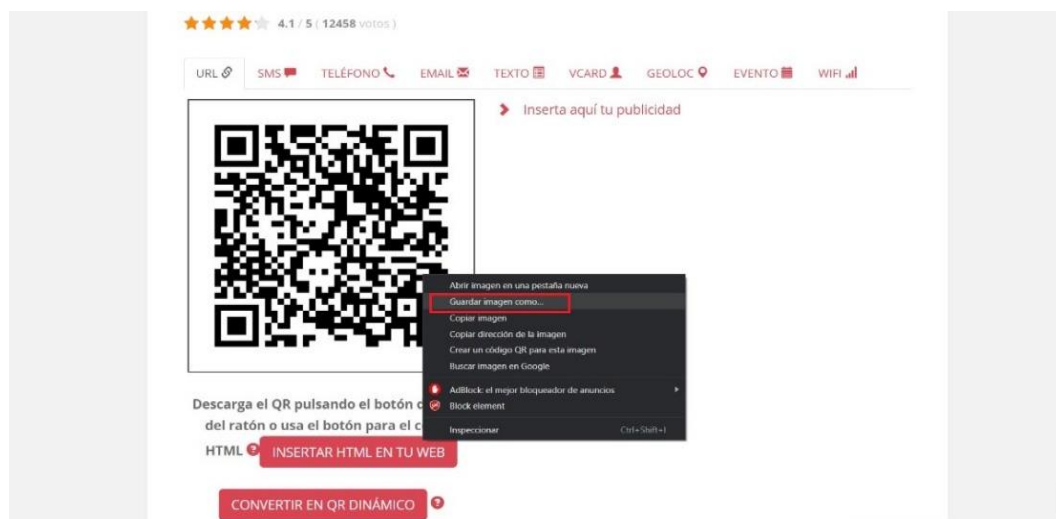 4.1 / 5 ( 12458 votos )
URL SMS TELÉFONO EMAIL TEXTO VCARD GEOLOC EVENTO WIFI
Inserta aquí tu publicidad
Abrir imagen en una pestaña nueva
Guardar imagen como...
Copiar imagen
Copiar dirección de la imagen
Crear un código QR para esta imagen
Buscar imagen en Google
AdBlock: el mejor bloqueador de anuncios
Block element
Inspeccionar Ctrl+Shift+I
Descarga el QR pulsando el botón
del ratón o usa el botón para el
HTML INSERTAR HTML EN TU WEB
CONVERTIR EN QR DINÁMICO